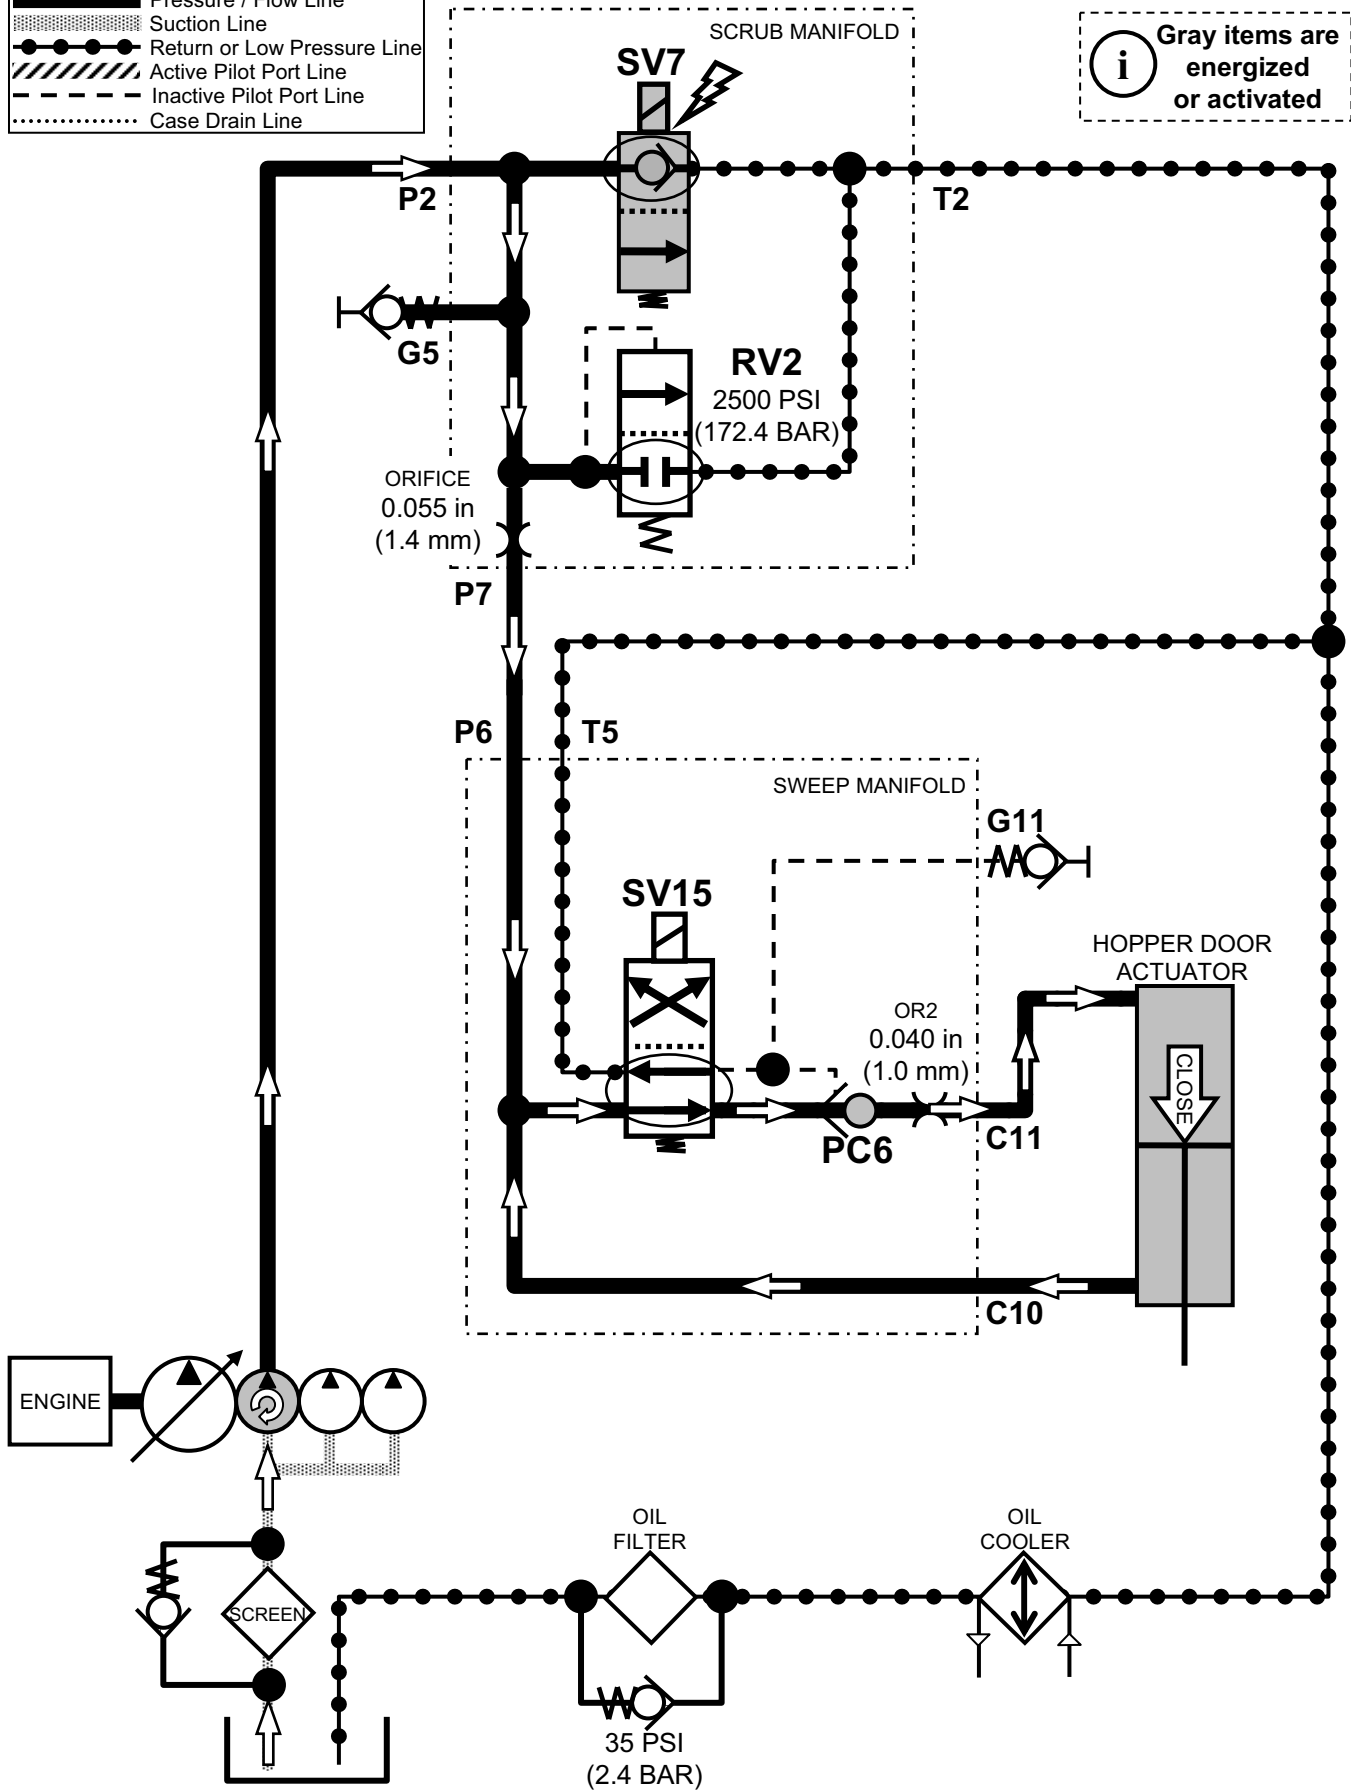 Pressure / Flow Line
Suction Line
Return or Low Pressure Line
Active Pilot Port Line
Inactive Pilot Port Line
Case Drain Line
SCRUB MANIFOLD
i
Gray items are
energized
or activated
SV7
P2
T2
G5
RV2
2500 PSI
(172.4 BAR)
ORIFICE
0.055 in
(1.4 mm)
P7
P6
T5
SWEEP MANIFOLD
G11
SV15
HOPPER DOOR
ACTUATOR
OR2
0.040 in
(1.0 mm)
CLOSE
PC6
C11
C10
ENGINE
OIL
FILTER
OIL
COOLER
SCREEN
35 PSI
(2.4 BAR)